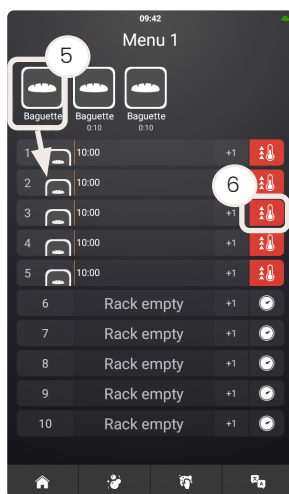 09:42
Menu 1
5
Baguette Baguette Baguette
0:10 0:10
1 10:00 +1
2 10:00
6
3 10:00 +1
4 10:00 +1
5 10:00 +1
6 Rack empty +1
7 Rack empty +1
8 Rack empty +1
9 Rack empty +1
10 Rack empty +1